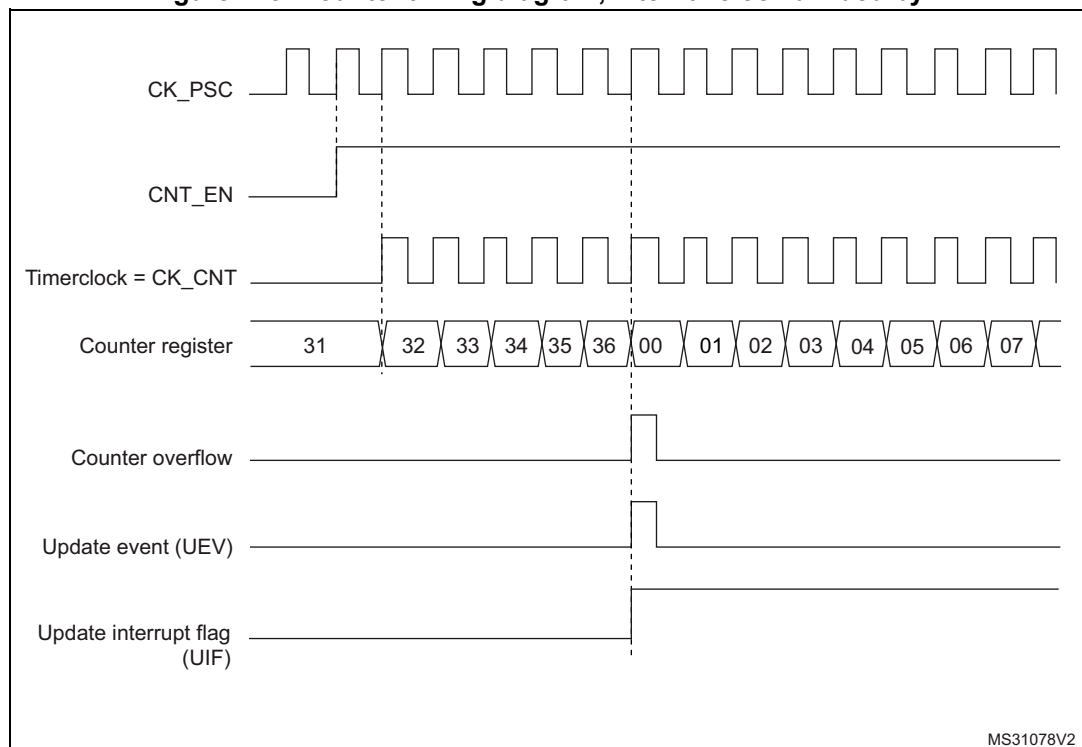 CK_PSC
CNT_EN
Timerclock = CK_CNT
Counter register 31 32 33 34 35 36 00 01 02 03 04 05 06 07
Counter overflow
Update event (UEV)
Update interrupt flag
(UIF)
MS31078V2